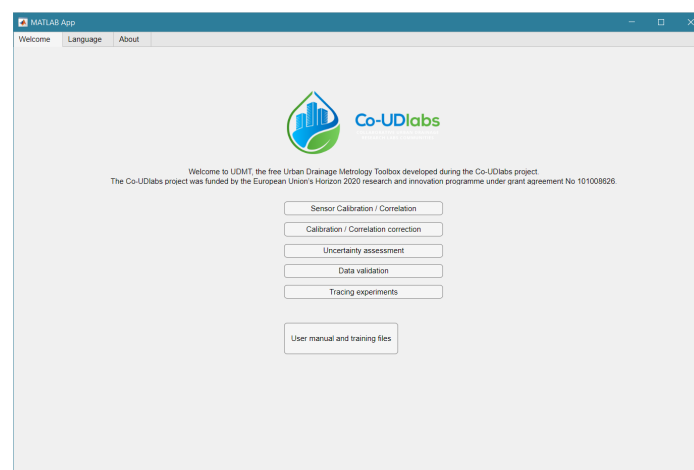 MATLAB App
Welcome Language About
Co-UDlabs
Welcome to UDMT, the free Urban Drainage Metrology Toolbox developed during the Co-UDlabs project.
The Co-UDlabs project was funded by the European Union's Horizon 2020 research and innovation programme under grant agreement No 101008626.
Sensor Calibration / Correlation
Calibration / Correlation correction
Uncertainty assessment
Data validation
Tracing experiments
User manual and training files